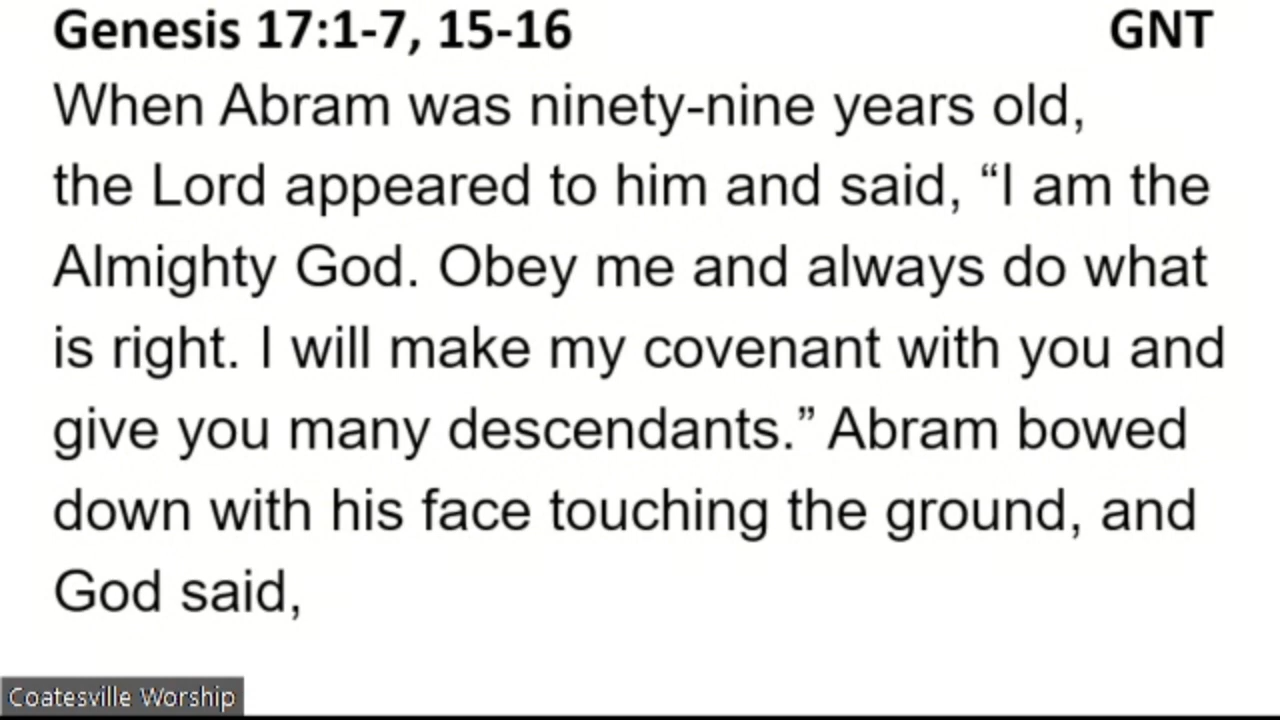 Genesis 17:1-7, 15-16 GNT
When Abram was ninety-nine years old,
the Lord appeared to him and said, “I am the
Almighty God. Obey me and always do what
is right. I will make my covenant with you and
give you many descendants.” Abram bowed
down with his face touching the ground, and
God said,
Coatesville Worship